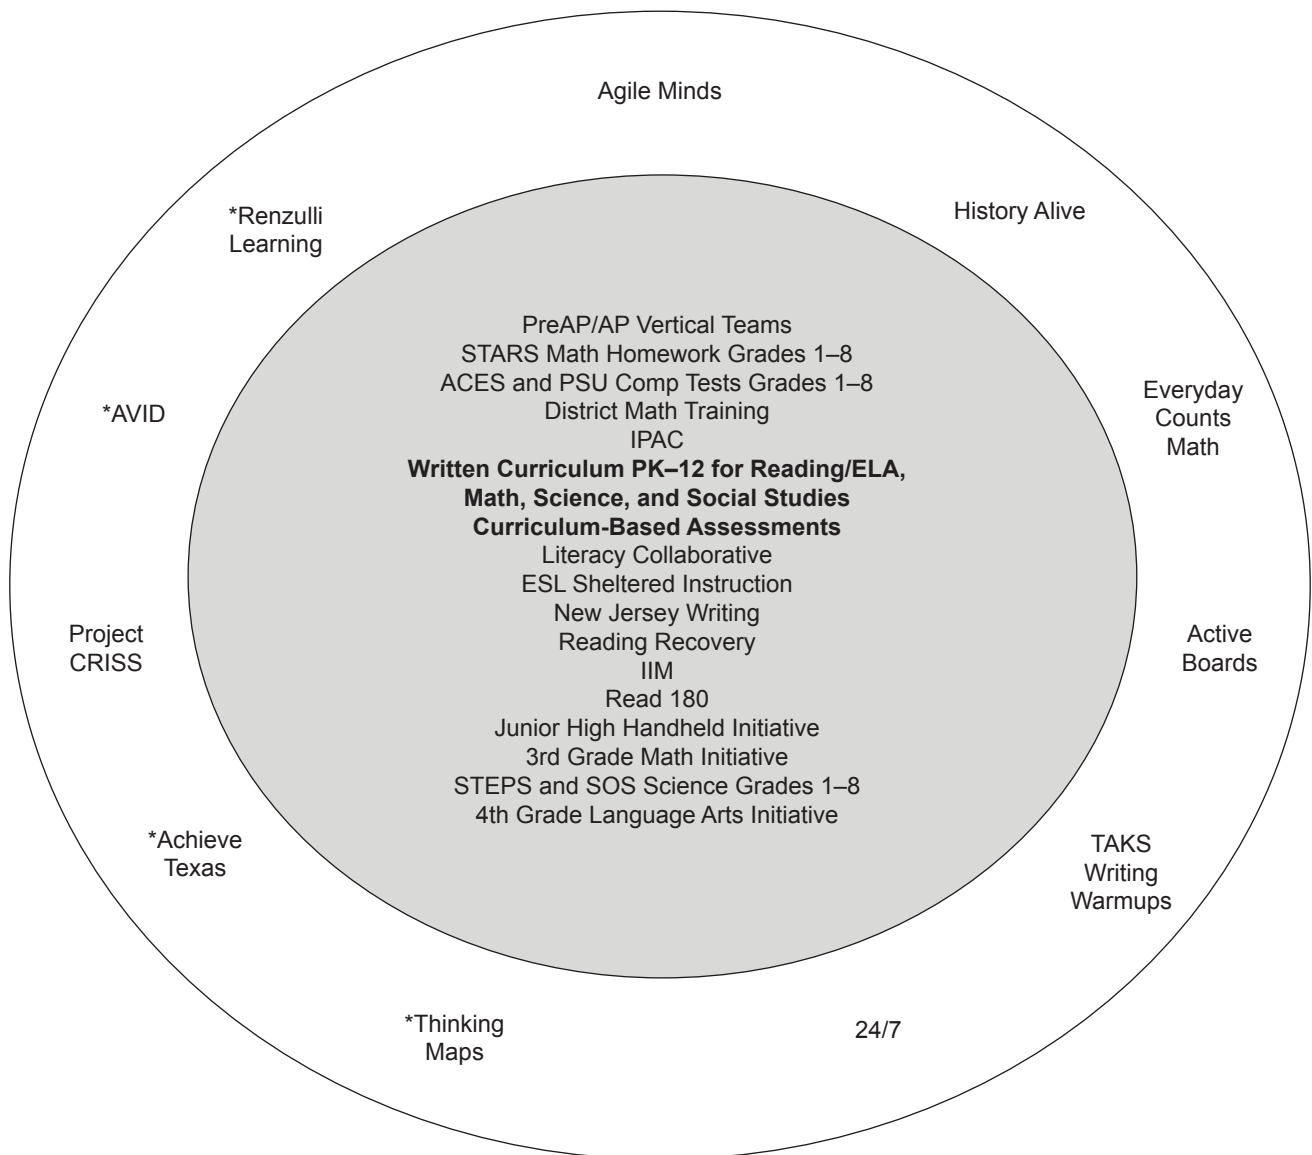 Agile Minds
*Renzulli
Learning
History Alive
PreAP/AP Vertical Teams
STARS Math Homework Grades 1–8
ACES and PSU Comp Tests Grades 1–8
District Math Training
IPAC
Written Curriculum PK–12 for Reading/ELA,
Math, Science, and Social Studies
Curriculum-Based Assessments
Literacy Collaborative
ESL Sheltered Instruction
New Jersey Writing
Reading Recovery
IIM
Read 180
Junior High Handheld Initiative
3rd Grade Math Initiative
STEPS and SOS Science Grades 1–8
4th Grade Language Arts Initiative
*AVID
Everyday
Counts
Math
Project
CRISS
Active
Boards
*Achieve
Texas
TAKS
Writing
Warmups
*Thinking
Maps
24/7